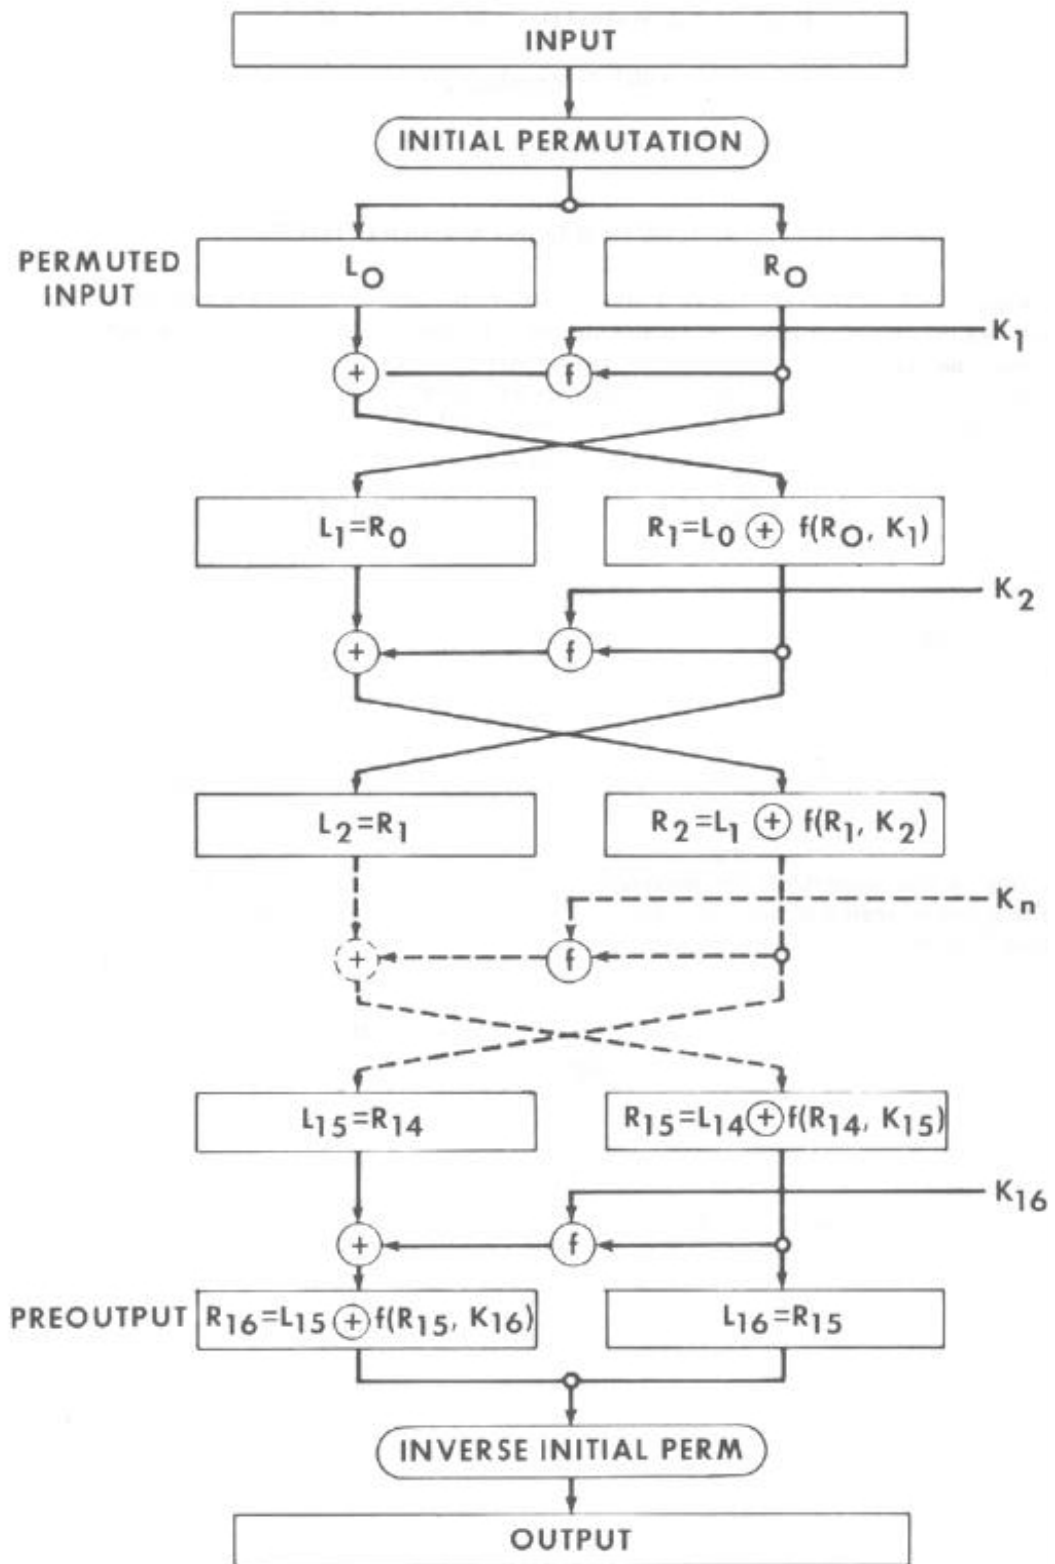 INPUT
INITIAL PERMUTATION
PERMUTED
INPUT
L0
R0
K1
+
f
L1=R0
R1=L0 ⊕ f(R0, K1)
K2
+
f
L2=R1
R2=L1 ⊕ f(R1, K2)
Kn
+
f
L15=R14
R15=L14 ⊕ f(R14, K15)
K16
+
f
PREOUTPUT
R16=L15 ⊕ f(R15, K16)
L16=R15
INVERSE INITIAL PERM
OUTPUT